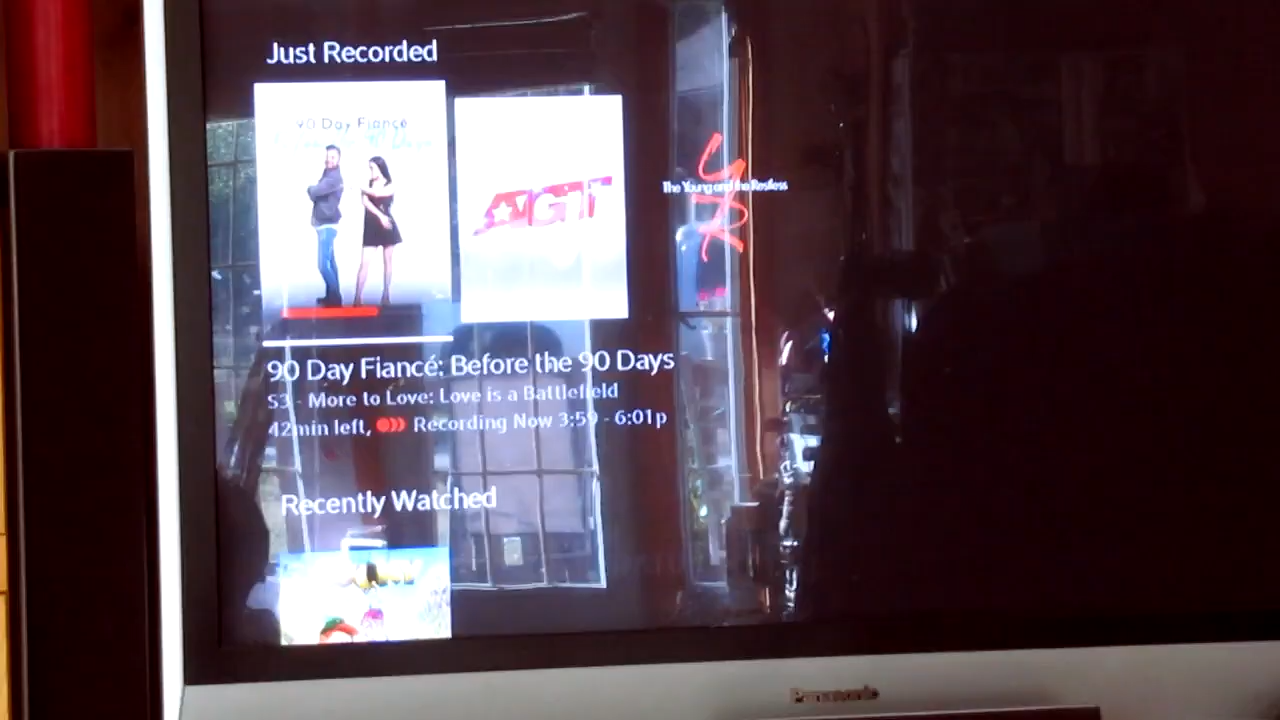 Just Recorded
90 Day Fiancé
AGT
The Young and the Restless
90 Day Fiancé: Before the 90 Days
S3 - More to Love: Love is a Battlefield
42min left, Recording Now 3:59 - 6:01p
Recently Watched
Panasonic